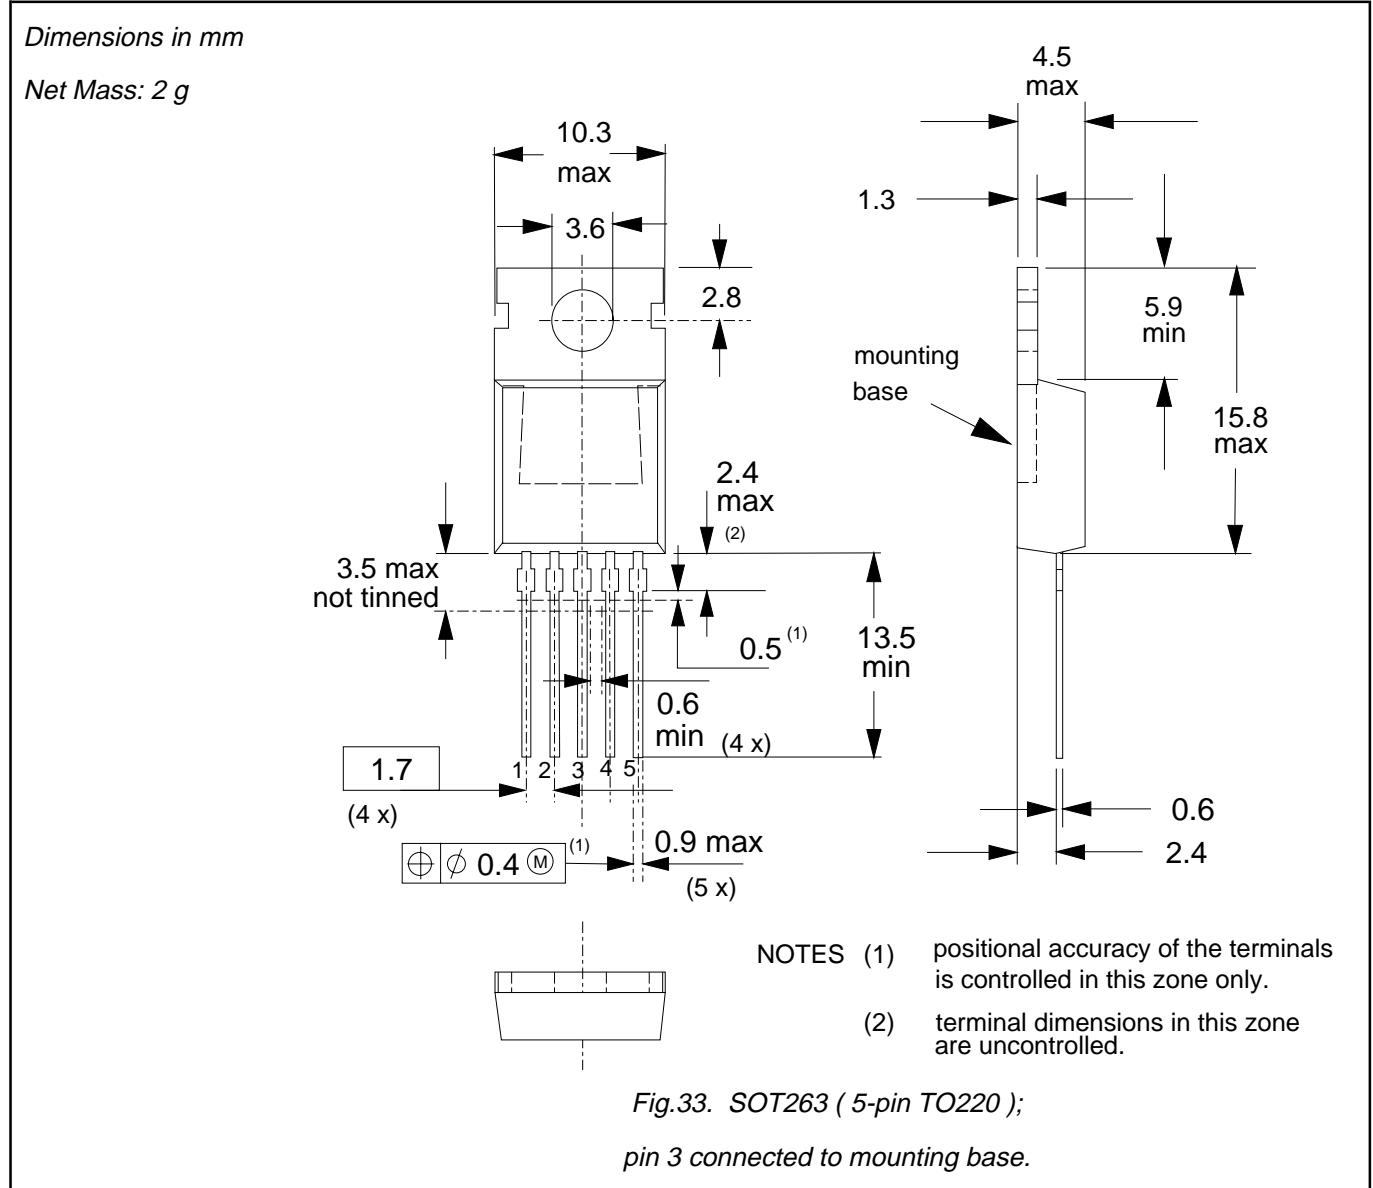 Dimensions in mm
Net Mass: 2 g
4.5
max
10.3
max
1.3
3.6
2.8
5.9
min
mounting
base
15.8
max
2.4
max
(2)
3.5 max
not tinned
0.5 (1)
13.5
min
0.6
min (4 x)
1.7
(4 x)
1 2 3 4 5
0.6
2.4
⌖ ⌀ 0.4 Ⓜ (1)
0.9 max
(5 x)
NOTES (1) positional accuracy of the terminals
is controlled in this zone only.
(2) terminal dimensions in this zone
are uncontrolled.
Fig.33. SOT263 ( 5-pin TO220 );
pin 3 connected to mounting base.